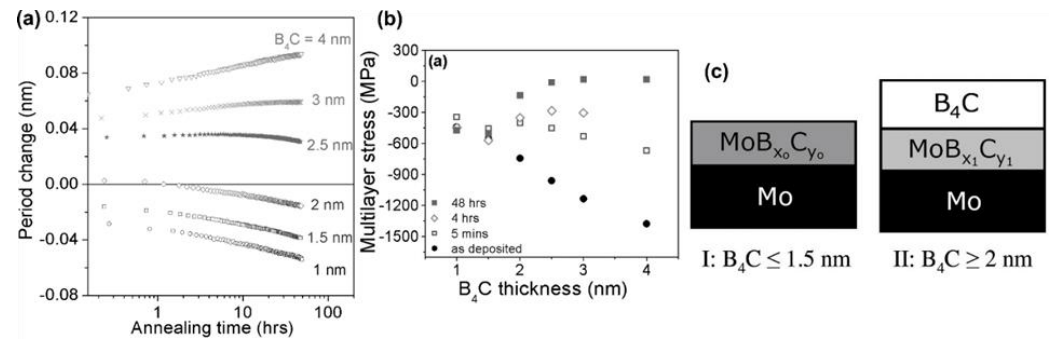 (a)
0.12
0.08
0.04
0.00
-0.04
-0.08
Period change (nm)
B4C = 4 nm
3 nm
2.5 nm
2 nm
1.5 nm
1 nm
1
10
100
Annealing time (hrs)
(b)
(a)
300
0
-300
-600
-900
-1200
-1500
Multilayer stress (MPa)
48 hrs
4 hrs
5 mins
as deposited
1
2
3
4
B4C thickness (nm)
(c)
MoBxoCyo
Mo
I: B4C ≤ 1.5 nm
B4C
MoBx1Cy1
Mo
II: B4C ≥ 2 nm